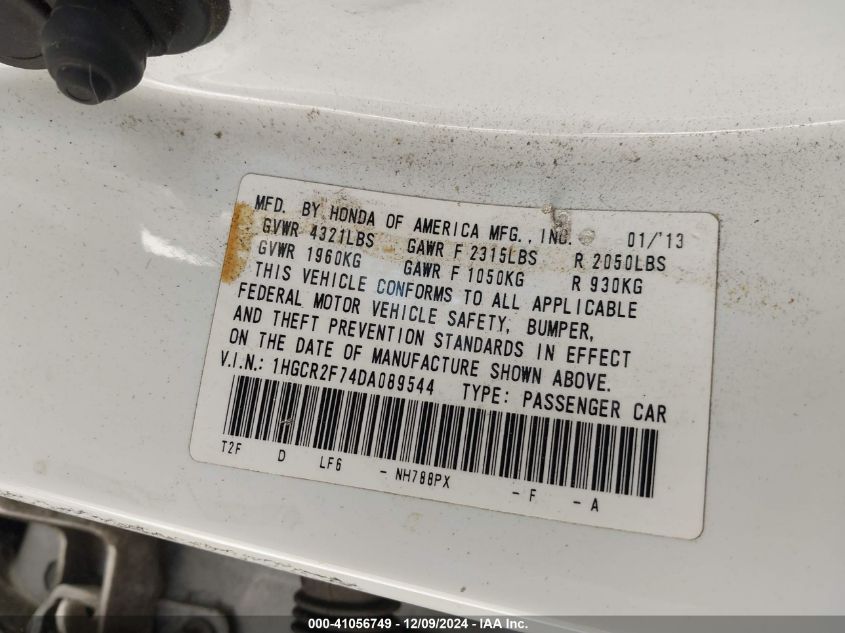 MFD. BY HONDA OF AMERICA MFG., INC. 01/'13
GVWR 4321LBS GAWR F 2315LBS R 2050LBS
GVWR 1960KG GAWR F 1050KG R 930KG
THIS VEHICLE CONFORMS TO ALL APPLICABLE
FEDERAL MOTOR VEHICLE SAFETY, BUMPER,
AND THEFT PREVENTION STANDARDS IN EFFECT
ON THE DATE OF MANUFACTURE SHOWN ABOVE.
V.I.N.: 1HGCR2F74DA089544 TYPE: PASSENGER CAR
T2F D LF6 - NH788PX - F - A
000-41056749 - 12/09/2024 - IAA Inc.